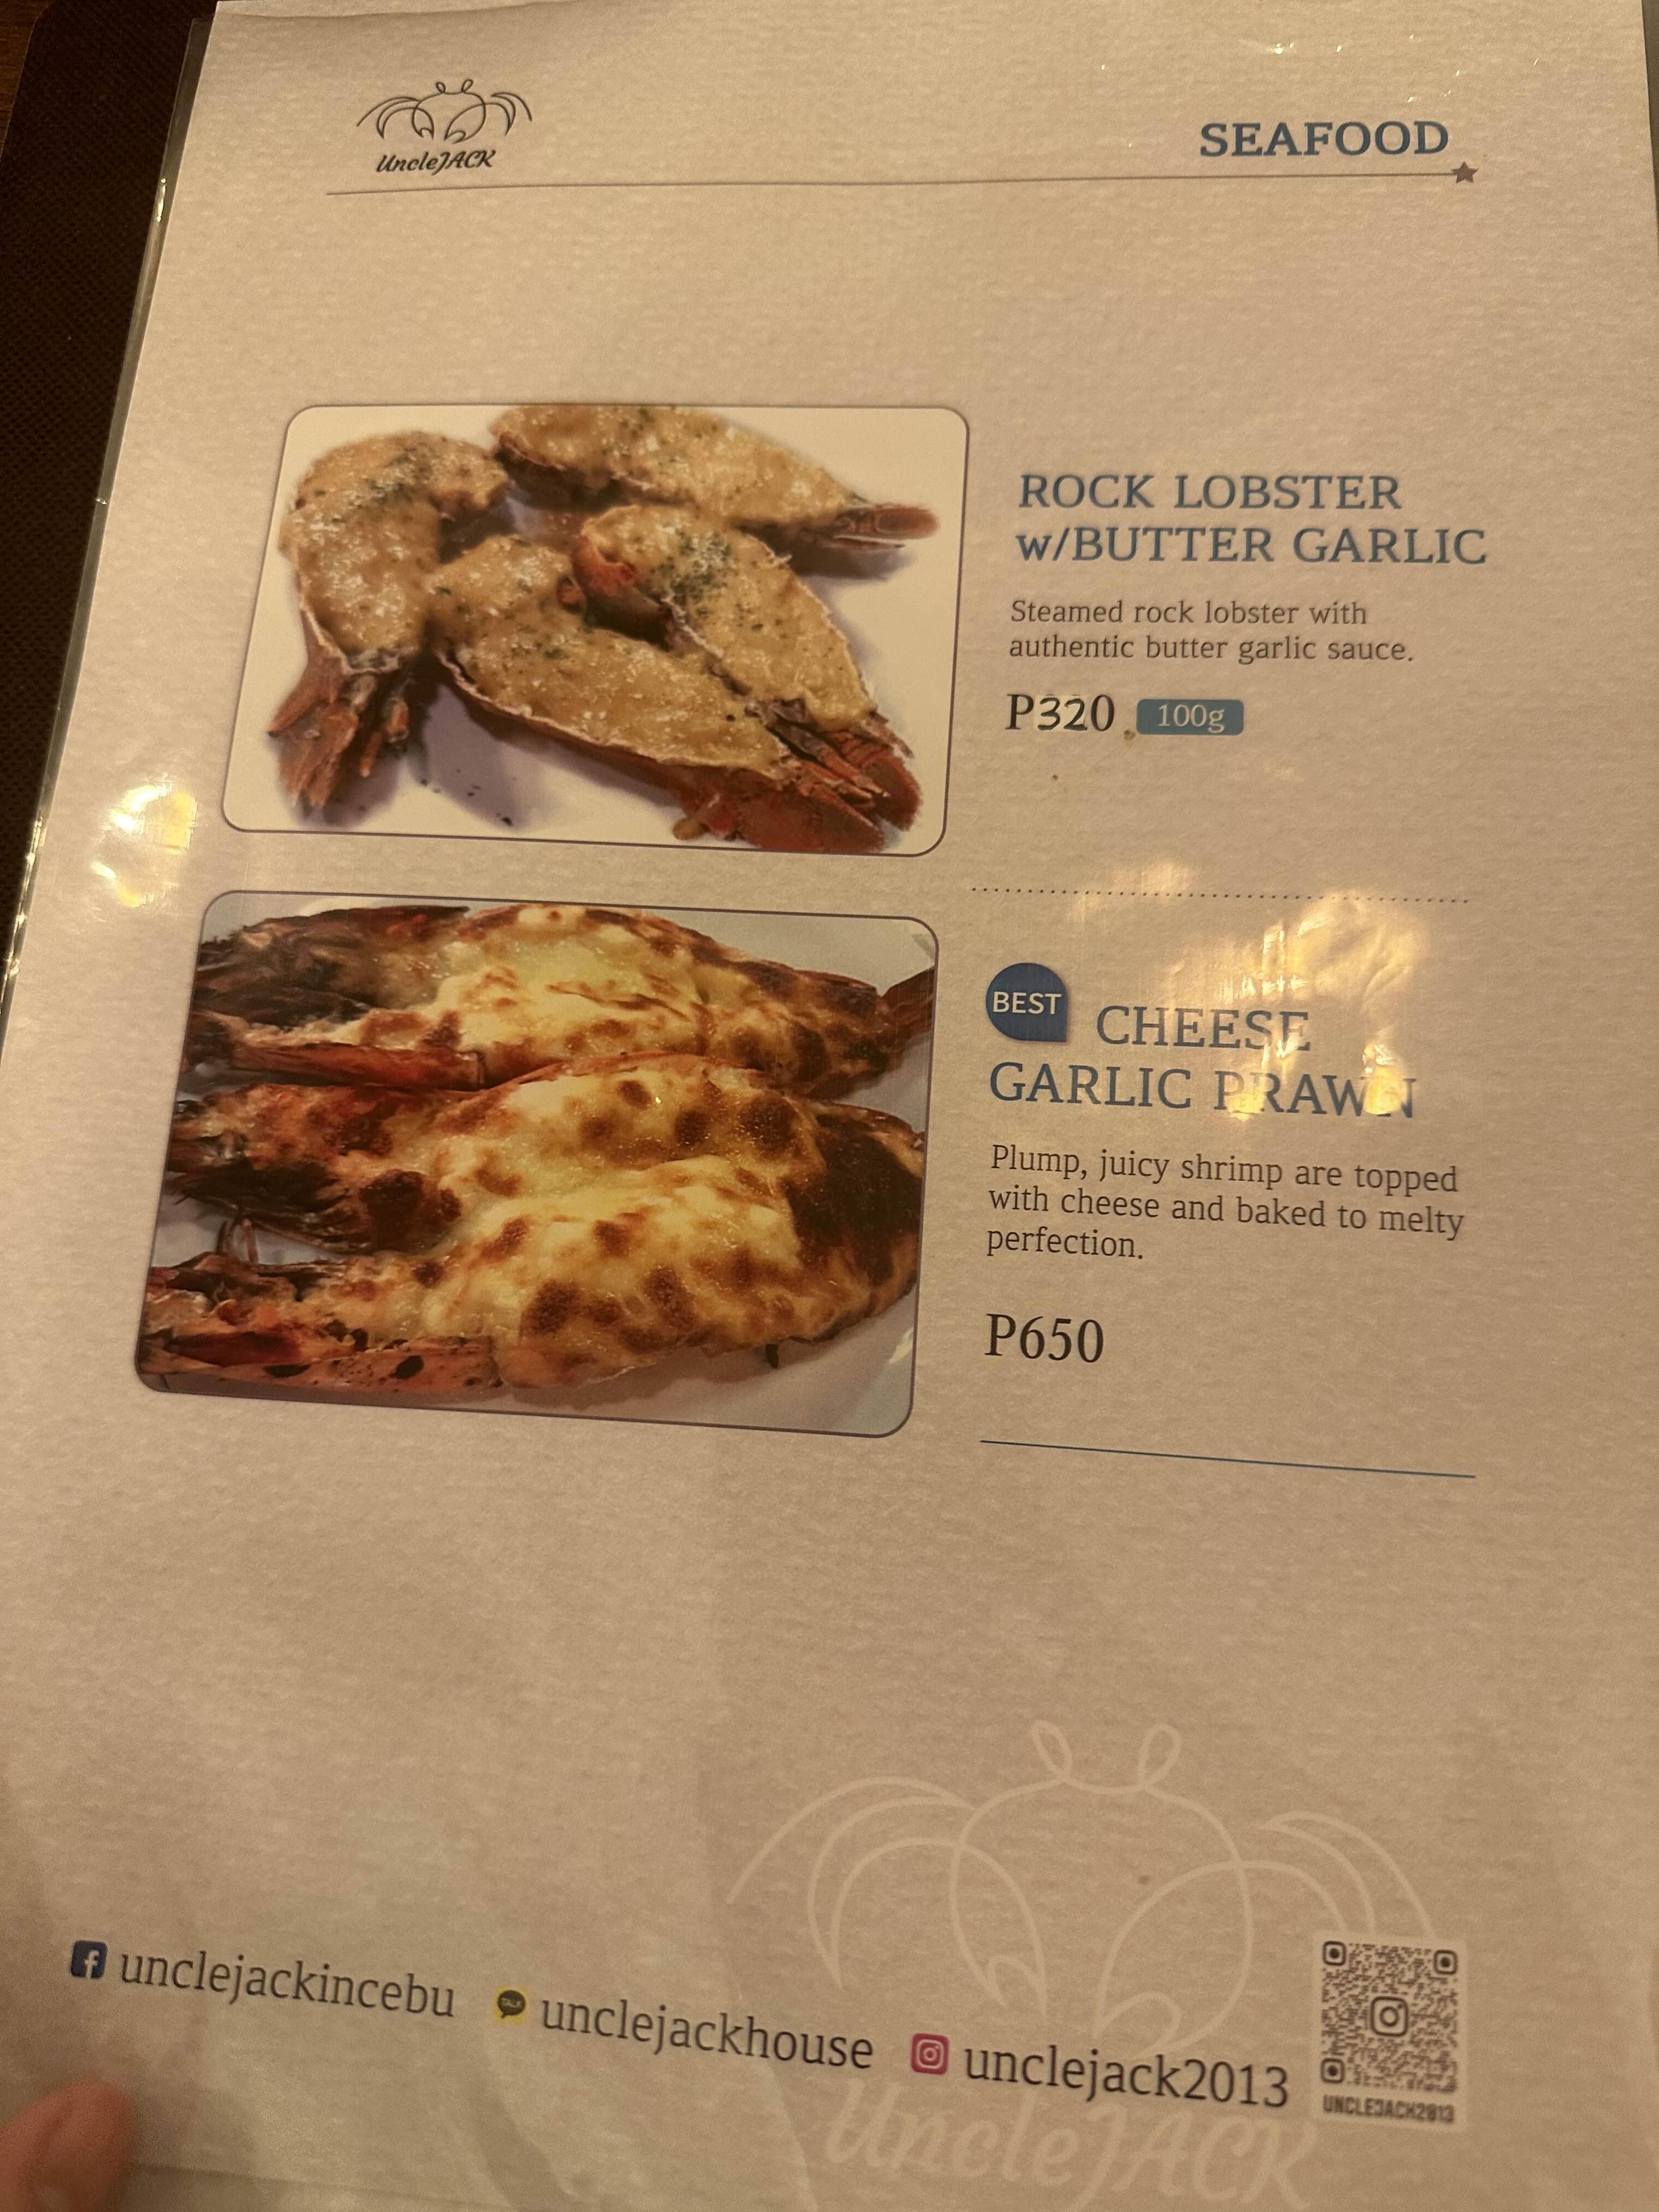 UncleJACK
SEAFOOD
ROCK LOBSTER
w/BUTTER GARLIC
Steamed rock lobster with
authentic butter garlic sauce.
P320 100g
BEST CHEESE
GARLIC PRAWN
Plump, juicy shrimp are topped
with cheese and baked to melty
perfection.
P650
unclejackincebu TALK unclejackhouse unclejack2013
UNCLEJACK2013
UncleJACK